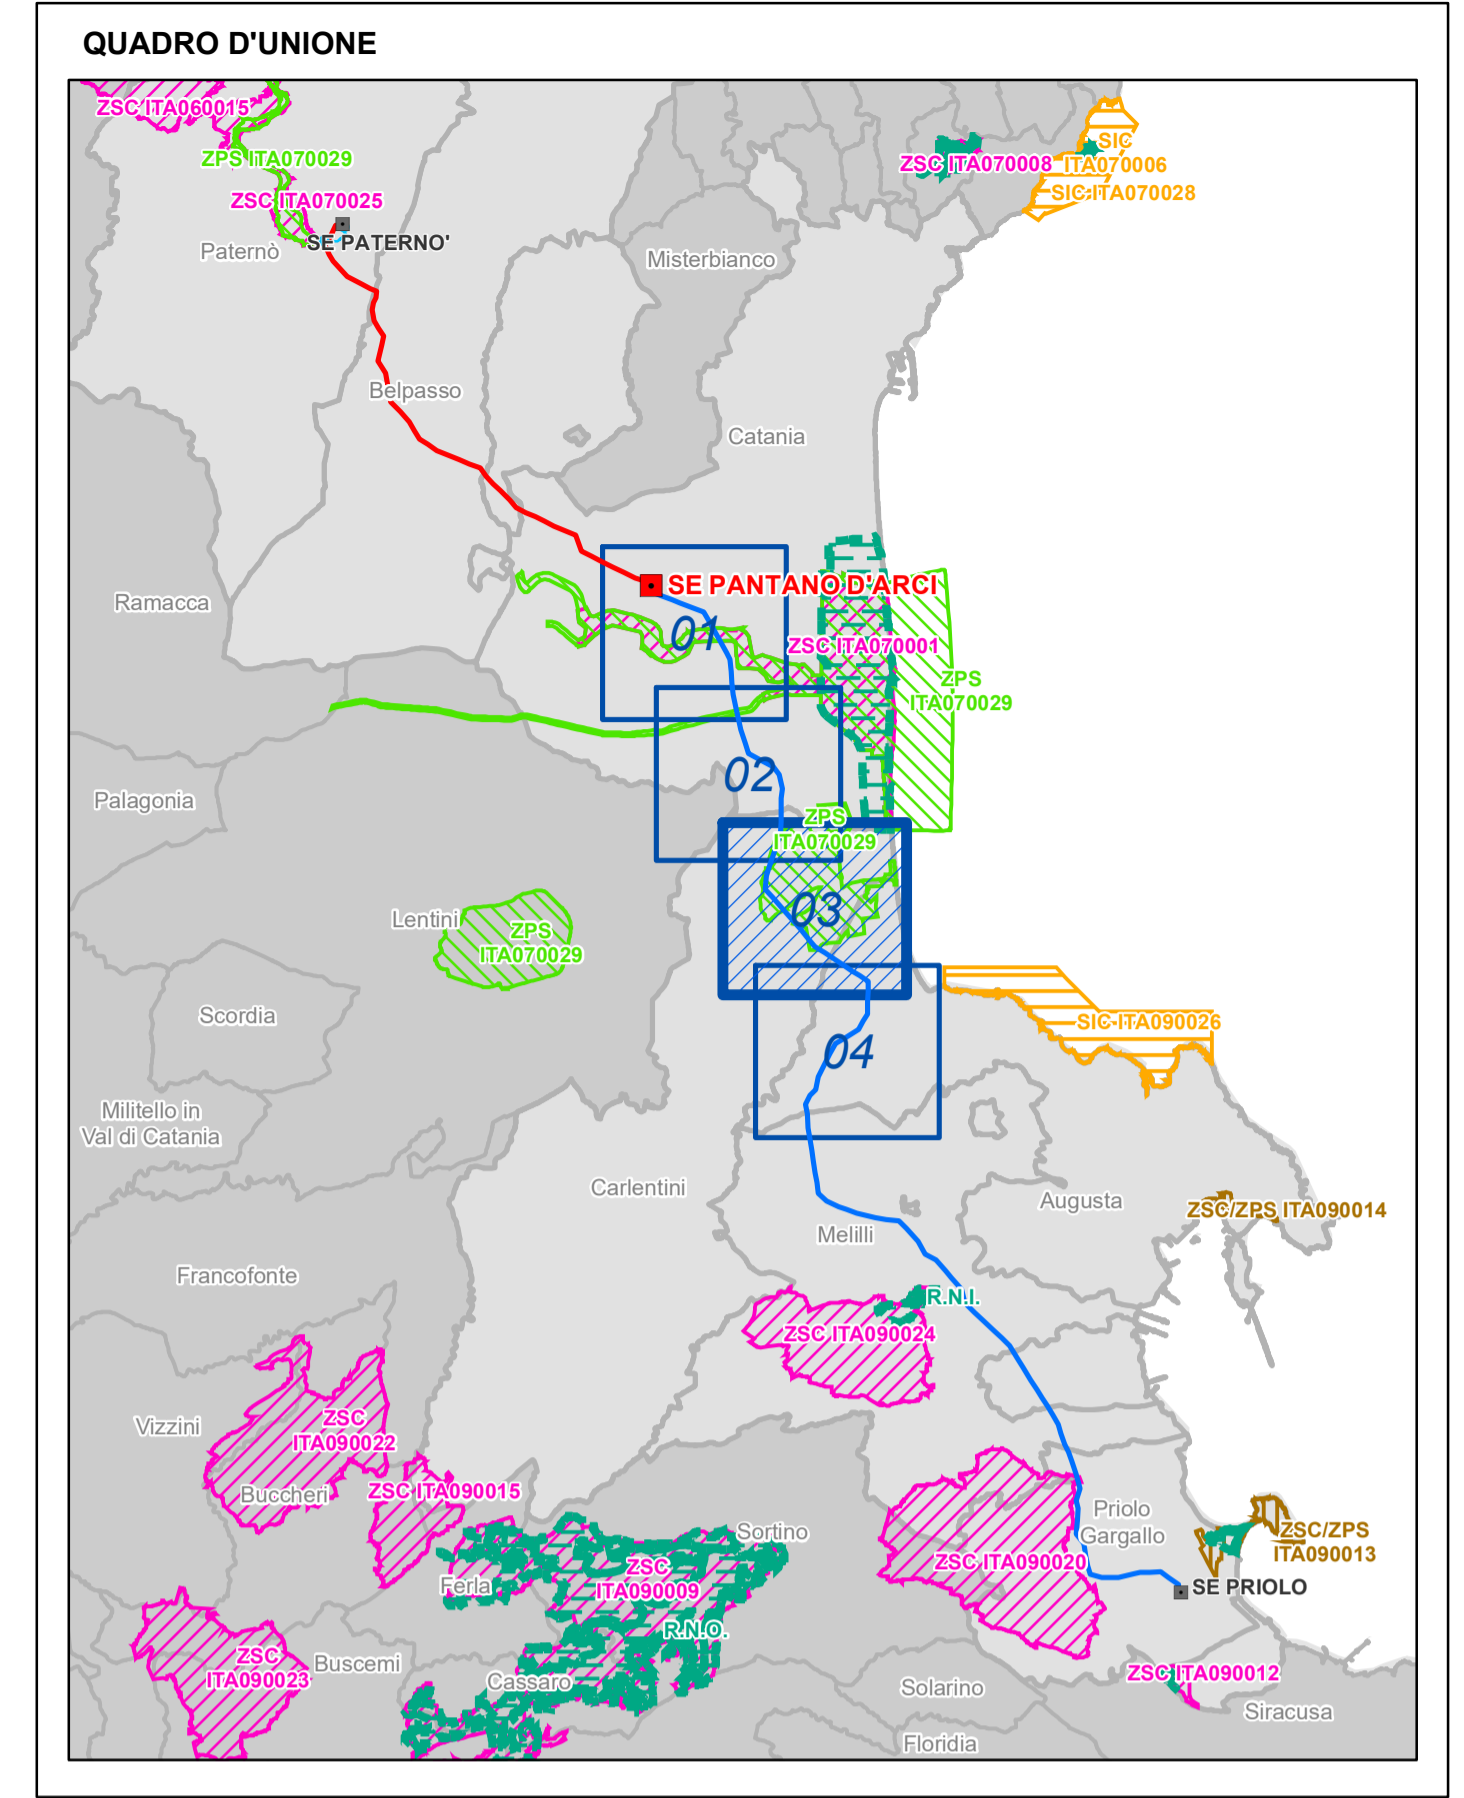 QUADRO D'UNIONE
ZSC ITA060015
ZPS ITA070029
ZSC ITA070025
SE PATERNO'
Paternò
ZSC ITA070008
SIC
ITA070006
SIC ITA070028
Misterbianco
Belpasso
Catania
Ramacca
SE PANTANO D'ARCI
01
ZSC ITA070001
ZPS
ITA070029
02
Palagonia
ZPS
ITA070029
03
Lentini
ZPS
ITA070029
Scordia
SIC ITA090026
04
Militello in
Val di Catania
Carlentini
Augusta
ZSC/ZPS ITA090014
Melilli
Francofonte
R.N.I.
ZSC ITA090024
Vizzini
ZSC
ITA090022
Buccheri
ZSC ITA090015
Sortino
Priolo
Gargallo
ZSC/ZPS
ITA090013
ZSC ITA090020
SE PRIOLO
Ferla
ZSC
ITA090009
R.N.O.
ZSC
ITA090023
Buscemi
Cassaro
ZSC ITA090012
Solarino
Siracusa
Floridia